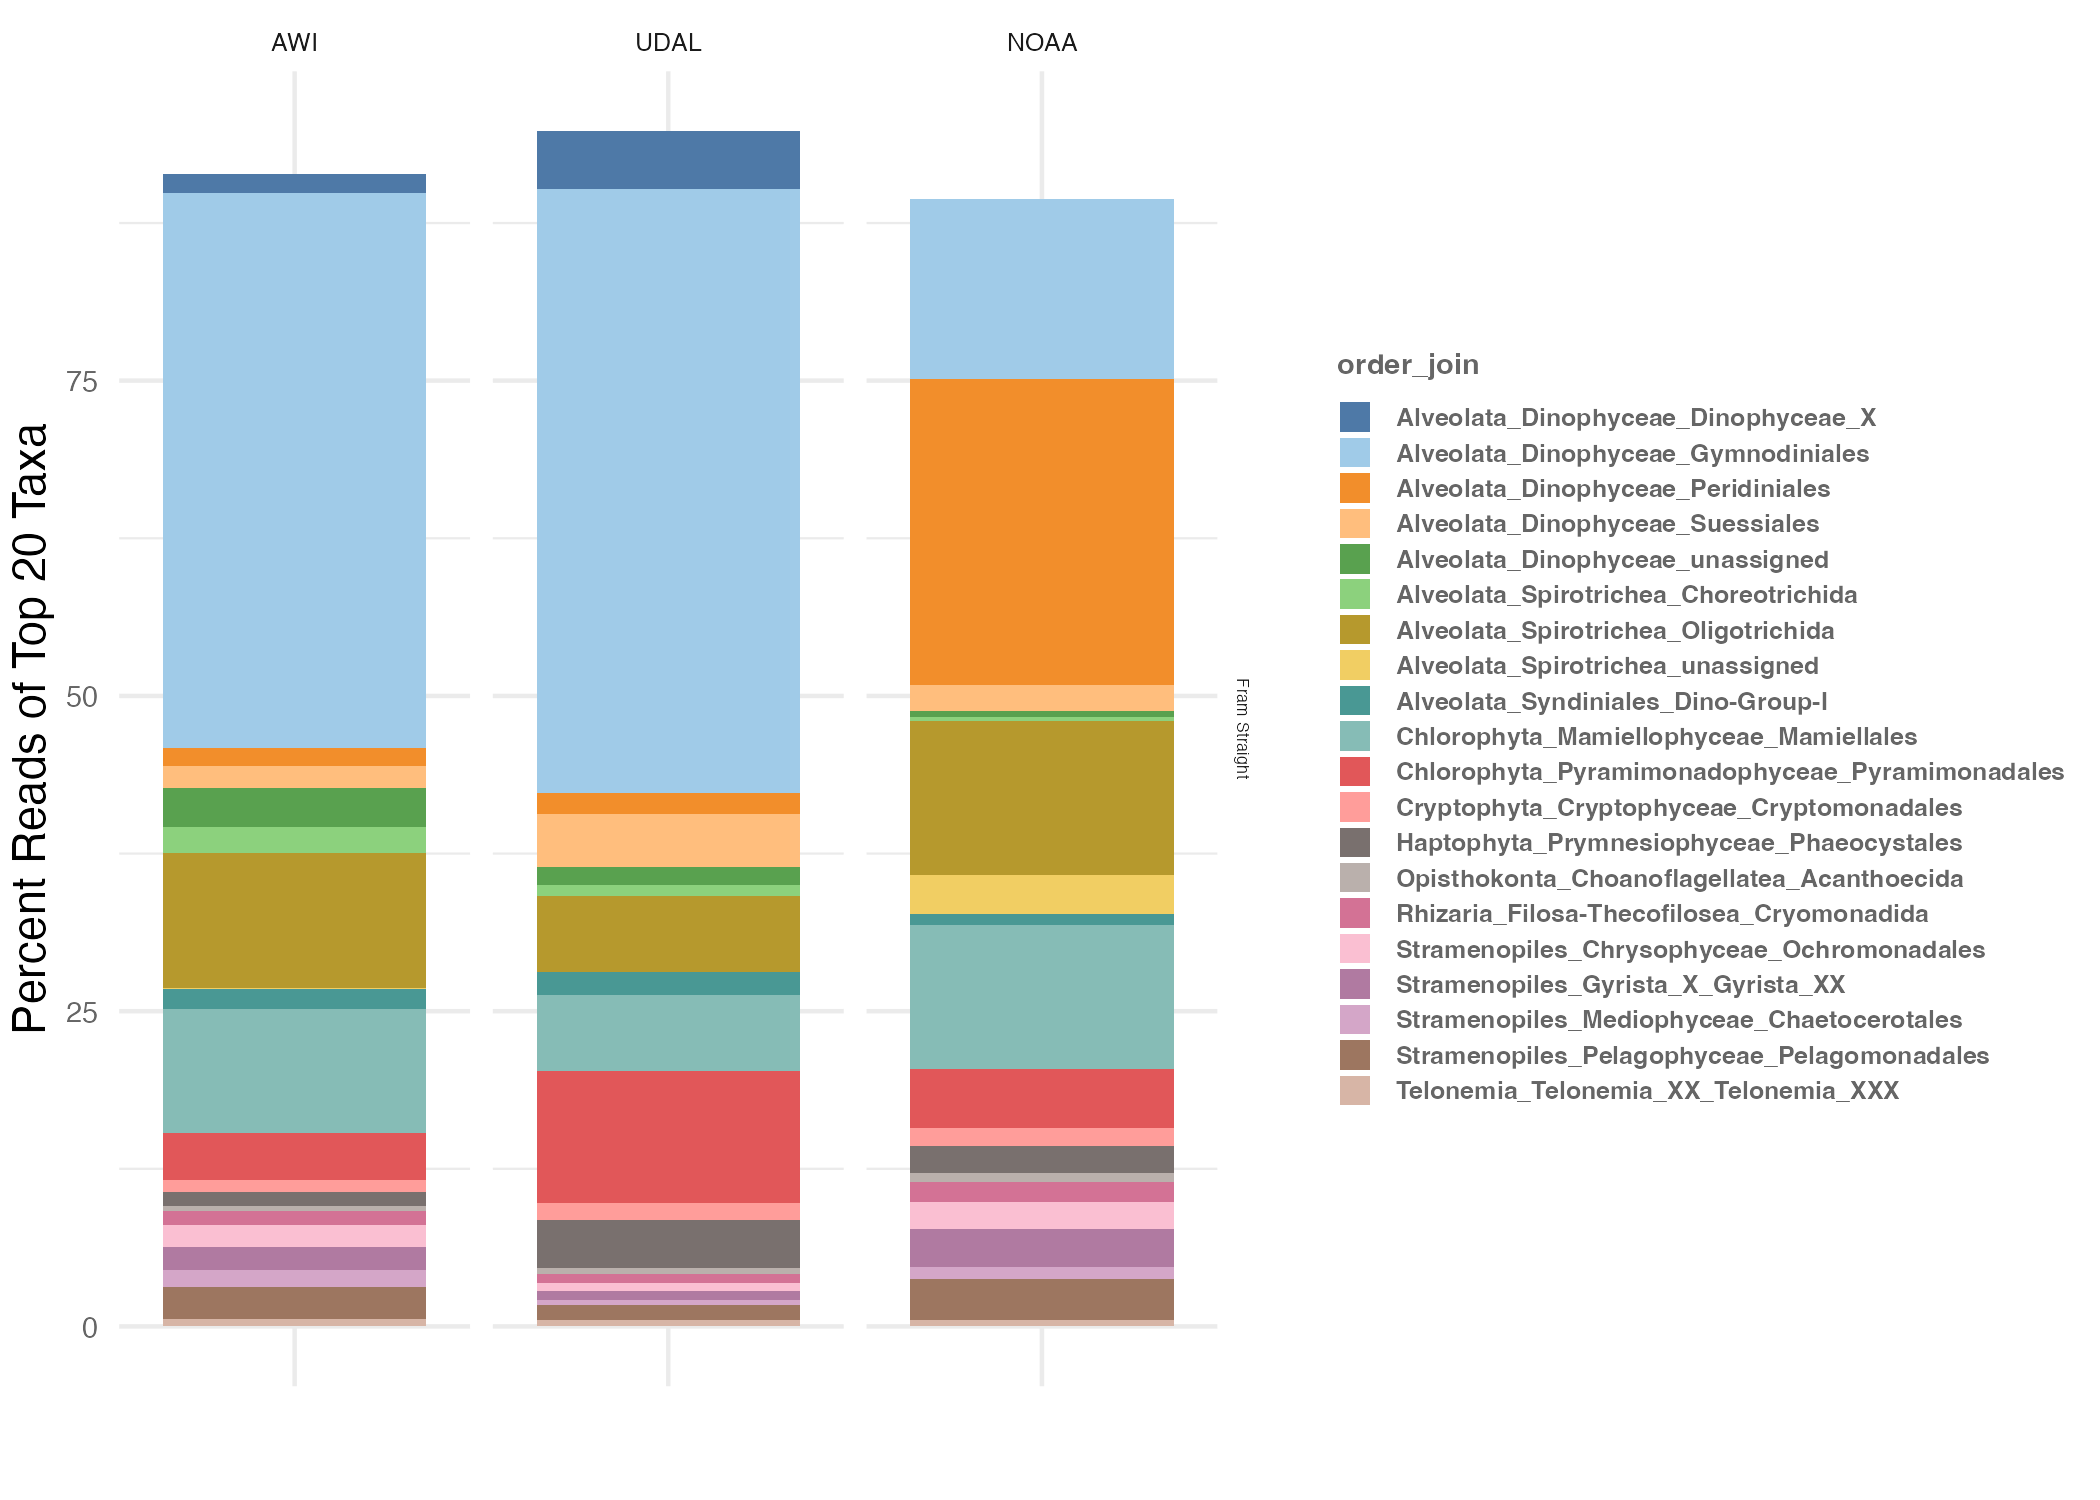 AWI
UDAL
NOAA
Percent Reads of Top 20 Taxa
75
50
25
0
Fram Straight
order_join
Alveolata_Dinophyceae_Dinophyceae_X
Alveolata_Dinophyceae_Gymnodiniales
Alveolata_Dinophyceae_Peridiniales
Alveolata_Dinophyceae_Suessiales
Alveolata_Dinophyceae_unassigned
Alveolata_Spirotrichea_Choreotrichida
Alveolata_Spirotrichea_Oligotrichida
Alveolata_Spirotrichea_unassigned
Alveolata_Syndiniales_Dino-Group-I
Chlorophyta_Mamiellophyceae_Mamiellales
Chlorophyta_Pyramimonadophyceae_Pyramimonadales
Cryptophyta_Cryptophyceae_Cryptomonadales
Haptophyta_Prymnesiophyceae_Phaeocystales
Opisthokonta_Choanoflagellatea_Acanthoecida
Rhizaria_Filosa-Thecofilosea_Cryomonadida
Stramenopiles_Chrysophyceae_Ochromonadales
Stramenopiles_Gyrista_X_Gyrista_XX
Stramenopiles_Mediophyceae_Chaetocerotales
Stramenopiles_Pelagophyceae_Pelagomonadales
Telonemia_Telonemia_XX_Telonemia_XXX